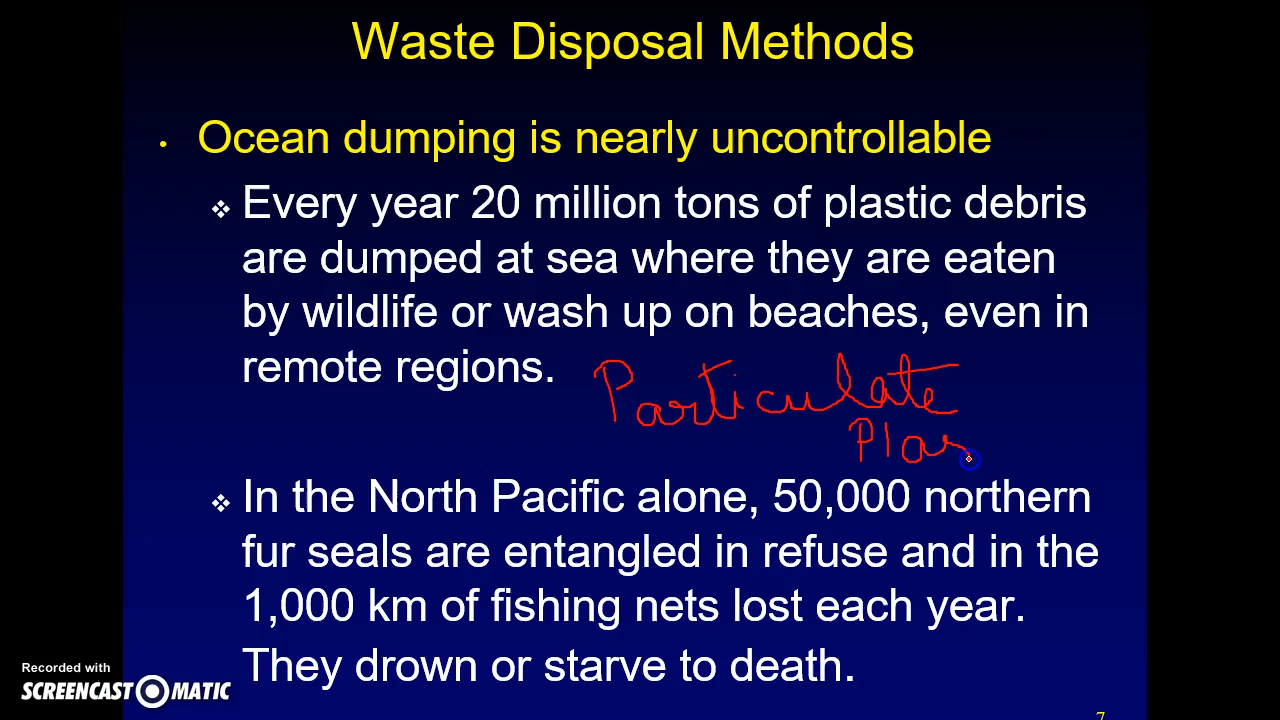 Waste Disposal Methods
• Ocean dumping is nearly uncontrollable
❖ Every year 20 million tons of plastic debris
are dumped at sea where they are eaten
by wildlife or wash up on beaches, even in
remote regions.
Particulate
Plas
❖ In the North Pacific alone, 50,000 northern
fur seals are entangled in refuse and in the
1,000 km of fishing nets lost each year.
They drown or starve to death.
Recorded with
SCREENCAST-O-MATIC
7